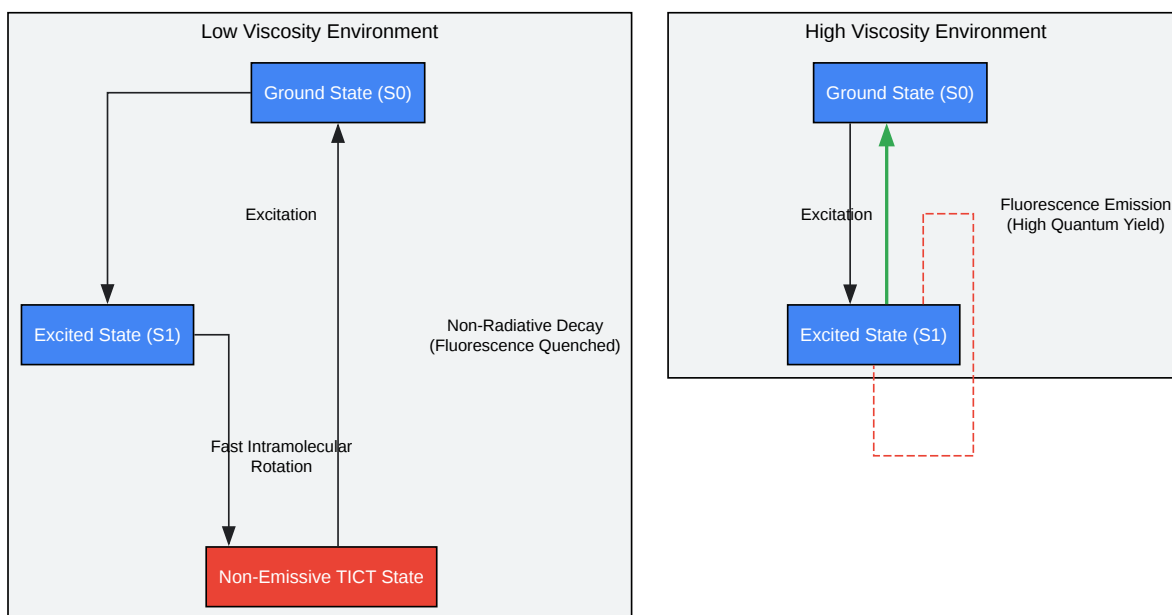 Low Viscosity Environment
Ground State (S0)
Excitation
Excited State (S1)
Non-Radiative Decay
(Fluorescence Quenched)
Fast Intramolecular
Rotation
Non-Emissive TICT State
High Viscosity Environment
Ground State (S0)
Excitation
Fluorescence Emission
(High Quantum Yield)
Excited State (S1)